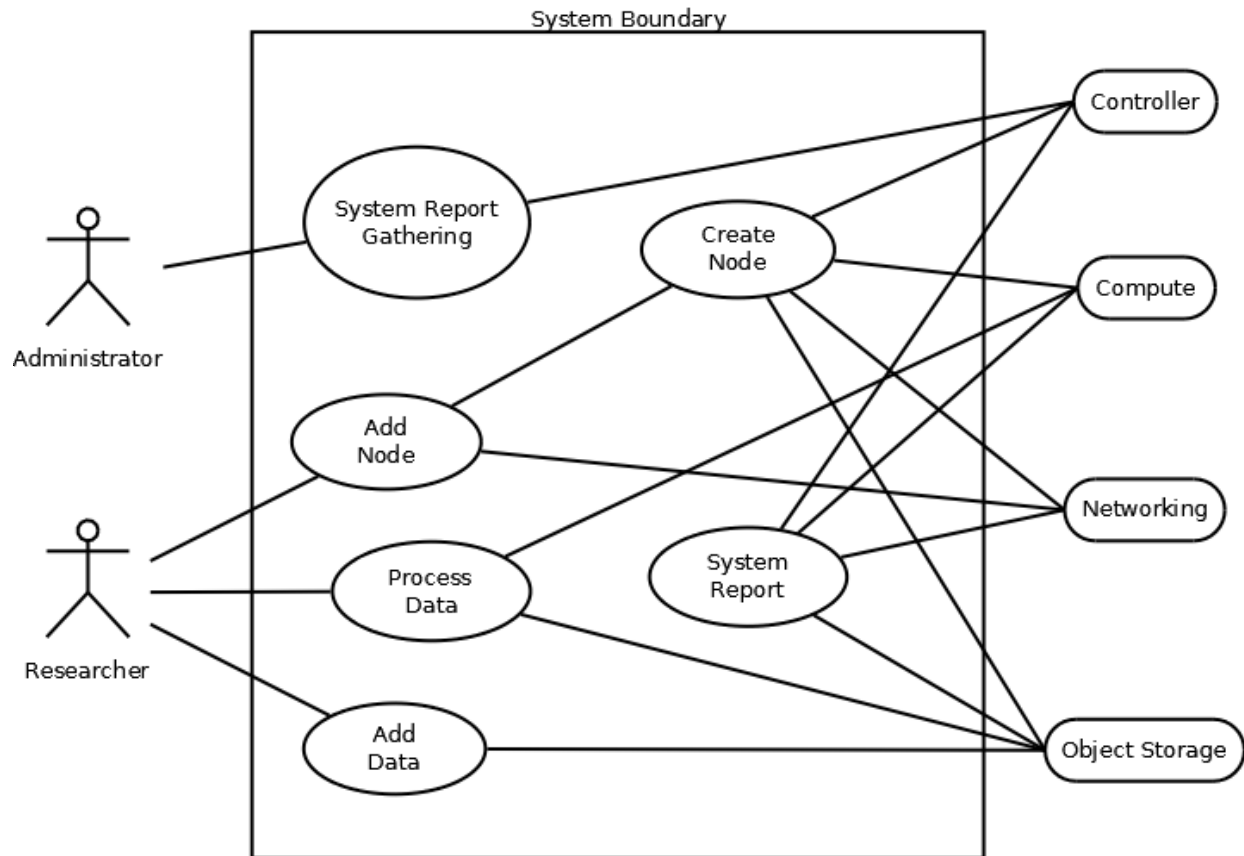 System Boundary
Controller
System Report
Gathering
Create
Node
Compute
Administrator
Add
Node
Networking
Process
Data
System
Report
Researcher
Add
Data
Object Storage